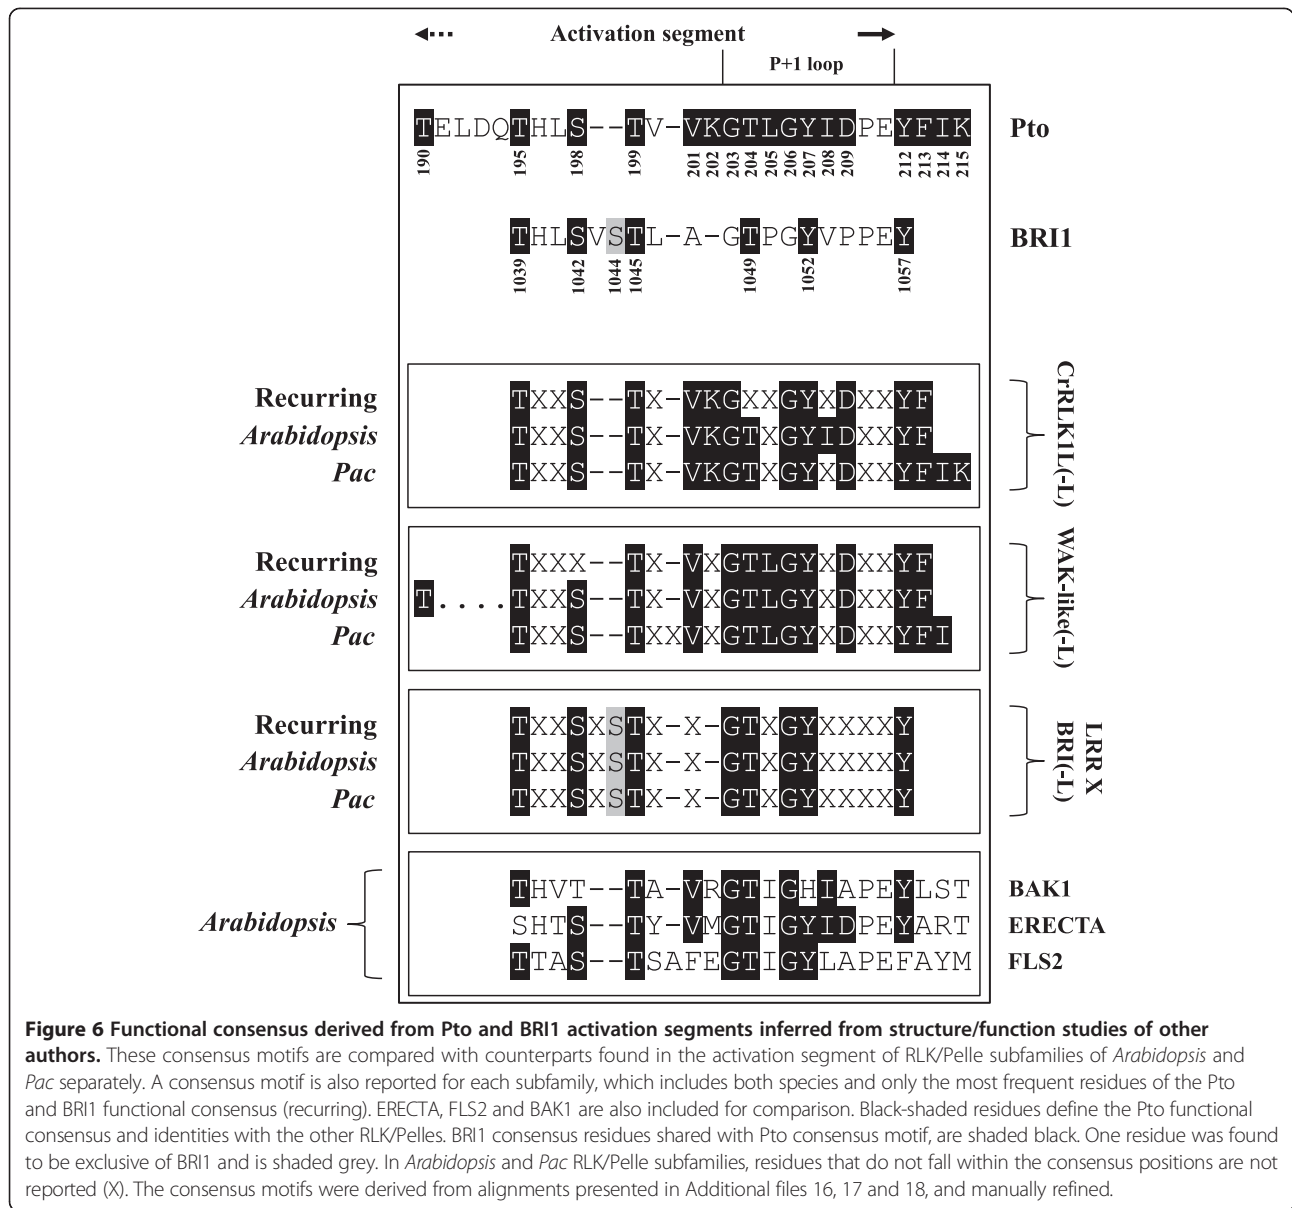 Activation segment
P+1 loop
TELDQTHLS--TV-VKGTLGYIDPEYFIK Pto
190 195 198 199 201 202 203 204 205 206 207 208 209 212 213 214 215
THLSVSTL-A-GTPGYVPPEY BRI1
1039 1042 1044 1045 1049 1052 1057
Recurring TXXS--TX-VKGXXGYXDXXYF
Arabidopsis TXXS--TX-VKGTXGYIDXXYF
Pac TXXS--TX-VKGTXGYXDXXYFIK
CrRLK1L(-L)
Recurring TXXX--TX-VXGTLGYXDXXYF
Arabidopsis T....TXXS--TX-VXGTLGYXDXXYF
Pac TXXS--TXXVXGTLGYXDXXYFI
WAK-like(-L)
Recurring TXXSXSTX-X-GTXGYXXXXY
Arabidopsis TXXSXSTX-X-GTXGYXXXXY
Pac TXXSXSTX-X-GTXGYXXXXY
LRR X
BRI(-L)
Arabidopsis
THVT--TA-VRGTIGHIAPEYLST BAK1
SHTS--TY-VMGTIGYIDPEYART ERECTA
TTAS--TSAFEGTIGYLAPEFAYM FLS2
Figure 6 Functional consensus derived from Pto and BRI1 activation segments inferred from structure/function studies of other
authors. These consensus motifs are compared with counterparts found in the activation segment of RLK/Pelle subfamilies of Arabidopsis and
Pac separately. A consensus motif is also reported for each subfamily, which includes both species and only the most frequent residues of the Pto
and BRI1 functional consensus (recurring). ERECTA, FLS2 and BAK1 are also included for comparison. Black-shaded residues define the Pto functional
consensus and identities with the other RLK/Pelles. BRI1 consensus residues shared with Pto consensus motif, are shaded black. One residue was found
to be exclusive of BRI1 and is shaded grey. In Arabidopsis and Pac RLK/Pelle subfamilies, residues that do not fall within the consensus positions are not
reported (X). The consensus motifs were derived from alignments presented in Additional files 16, 17 and 18, and manually refined.